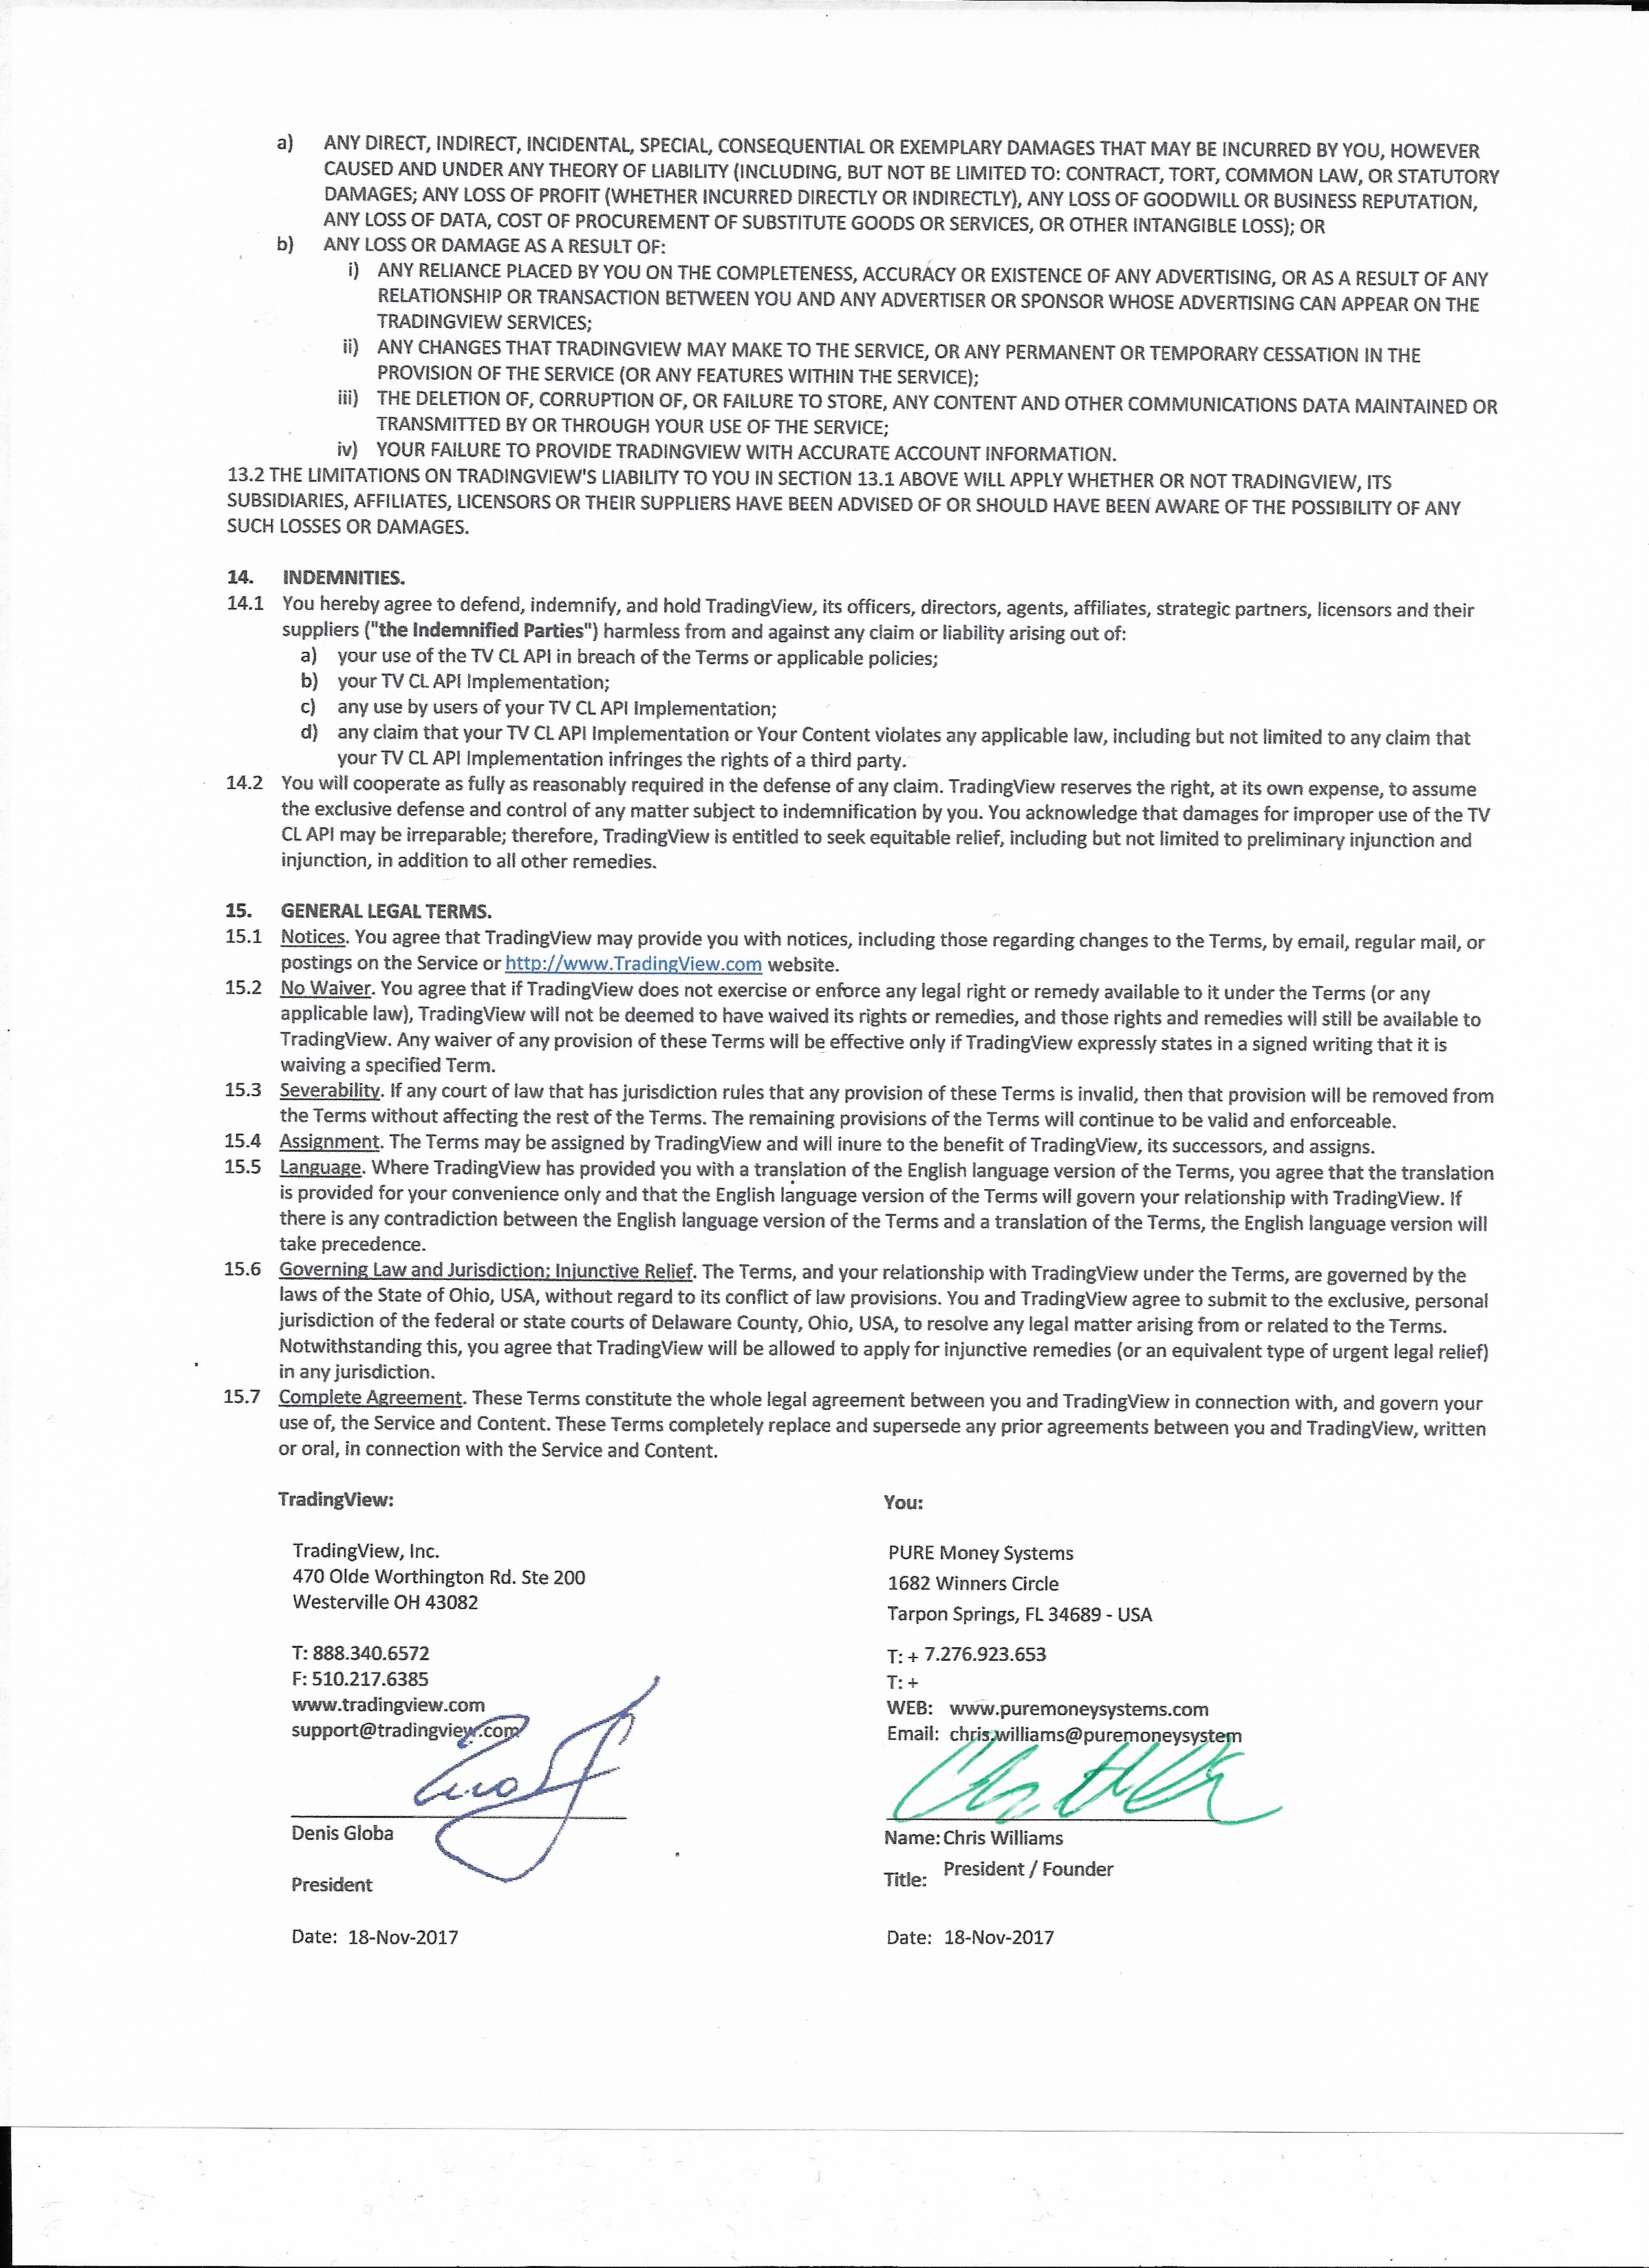 a) ANY DIRECT, INDIRECT, INCIDENTAL, SPECIAL, CONSEQUENTIAL OR EXEMPLARY DAMAGES THAT MAY BE INCURRED BY YOU, HOWEVER
CAUSED AND UNDER ANY THEORY OF LIABILITY (INCLUDING, BUT NOT BE LIMITED TO: CONTRACT, TORT, COMMON LAW, OR STATUTORY
DAMAGES; ANY LOSS OF PROFIT (WHETHER INCURRED DIRECTLY OR INDIRECTLY), ANY LOSS OF GOODWILL OR BUSINESS REPUTATION,
ANY LOSS OF DATA, COST OF PROCUREMENT OF SUBSTITUTE GOODS OR SERVICES, OR OTHER INTANGIBLE LOSS); OR
b) ANY LOSS OR DAMAGE AS A RESULT OF:
i) ANY RELIANCE PLACED BY YOU ON THE COMPLETENESS, ACCURACY OR EXISTENCE OF ANY ADVERTISING, OR AS A RESULT OF ANY
RELATIONSHIP OR TRANSACTION BETWEEN YOU AND ANY ADVERTISER OR SPONSOR WHOSE ADVERTISING CAN APPEAR ON THE
TRADINGVIEW SERVICES;
ii) ANY CHANGES THAT TRADINGVIEW MAY MAKE TO THE SERVICE, OR ANY PERMANENT OR TEMPORARY CESSATION IN THE
PROVISION OF THE SERVICE (OR ANY FEATURES WITHIN THE SERVICE);
iii) THE DELETION OF, CORRUPTION OF, OR FAILURE TO STORE, ANY CONTENT AND OTHER COMMUNICATIONS DATA MAINTAINED OR
TRANSMITTED BY OR THROUGH YOUR USE OF THE SERVICE;
iv) YOUR FAILURE TO PROVIDE TRADINGVIEW WITH ACCURATE ACCOUNT INFORMATION.
13.2 THE LIMITATIONS ON TRADINGVIEW'S LIABILITY TO YOU IN SECTION 13.1 ABOVE WILL APPLY WHETHER OR NOT TRADINGVIEW, ITS
SUBSIDIARIES, AFFILIATES, LICENSORS OR THEIR SUPPLIERS HAVE BEEN ADVISED OF OR SHOULD HAVE BEEN AWARE OF THE POSSIBILITY OF ANY
SUCH LOSSES OR DAMAGES.
14. INDEMNITIES.
14.1 You hereby agree to defend, indemnify, and hold TradingView, its officers, directors, agents, affiliates, strategic partners, licensors and their
suppliers ("the Indemnified Parties") harmless from and against any claim or liability arising out of:
a) your use of the TV CL API in breach of the Terms or applicable policies;
b) your TV CL API Implementation;
c) any use by users of your TV CL API Implementation;
d) any claim that your TV CL API Implementation or Your Content violates any applicable law, including but not limited to any claim that
your TV CL API Implementation infringes the rights of a third party.
14.2 You will cooperate as fully as reasonably required in the defense of any claim. TradingView reserves the right, at its own expense, to assume
the exclusive defense and control of any matter subject to indemnification by you. You acknowledge that damages for improper use of the TV
CL API may be irreparable; therefore, TradingView is entitled to seek equitable relief, including but not limited to preliminary injunction and
injunction, in addition to all other remedies.
15. GENERAL LEGAL TERMS.
15.1 Notices. You agree that TradingView may provide you with notices, including those regarding changes to the Terms, by email, regular mail, or
postings on the Service or http://www.TradingView.com website.
15.2 No Waiver. You agree that if TradingView does not exercise or enforce any legal right or remedy available to it under the Terms (or any
applicable law), TradingView will not be deemed to have waived its rights or remedies, and those rights and remedies will still be available to
TradingView. Any waiver of any provision of these Terms will be effective only if TradingView expressly states in a signed writing that it is
waiving a specified Term.
15.3 Severability. If any court of law that has jurisdiction rules that any provision of these Terms is invalid, then that provision will be removed from
the Terms without affecting the rest of the Terms. The remaining provisions of the Terms will continue to be valid and enforceable.
15.4 Assignment. The Terms may be assigned by TradingView and will inure to the benefit of TradingView, its successors, and assigns.
15.5 Language. Where TradingView has provided you with a translation of the English language version of the Terms, you agree that the translation
is provided for your convenience only and that the English language version of the Terms will govern your relationship with TradingView. If
there is any contradiction between the English language version of the Terms and a translation of the Terms, the English language version will
take precedence.
15.6 Governing Law and Jurisdiction; Injunctive Relief. The Terms, and your relationship with TradingView under the Terms, are governed by the
laws of the State of Ohio, USA, without regard to its conflict of law provisions. You and TradingView agree to submit to the exclusive, personal
jurisdiction of the federal or state courts of Delaware County, Ohio, USA, to resolve any legal matter arising from or related to the Terms.
Notwithstanding this, you agree that TradingView will be allowed to apply for injunctive remedies (or an equivalent type of urgent legal relief)
in any jurisdiction.
15.7 Complete Agreement. These Terms constitute the whole legal agreement between you and TradingView in connection with, and govern your
use of, the Service and Content. These Terms completely replace and supersede any prior agreements between you and TradingView, written
or oral, in connection with the Service and Content.
TradingView:
TradingView, Inc.
470 Olde Worthington Rd. Ste 200
Westerville OH 43082
T: 888.340.6572
F: 510.217.6385
www.tradingview.com
support@tradingview.com
Denis Globa
President
Date: 18-Nov-2017
You:
PURE Money Systems
1682 Winners Circle
Tarpon Springs, FL 34689 - USA
T: + 7.276.923.653
T: +
WEB: www.puremoneysystems.com
Email: chris.williams@puremoneysystem
Name: Chris Williams
Title: President / Founder
Date: 18-Nov-2017